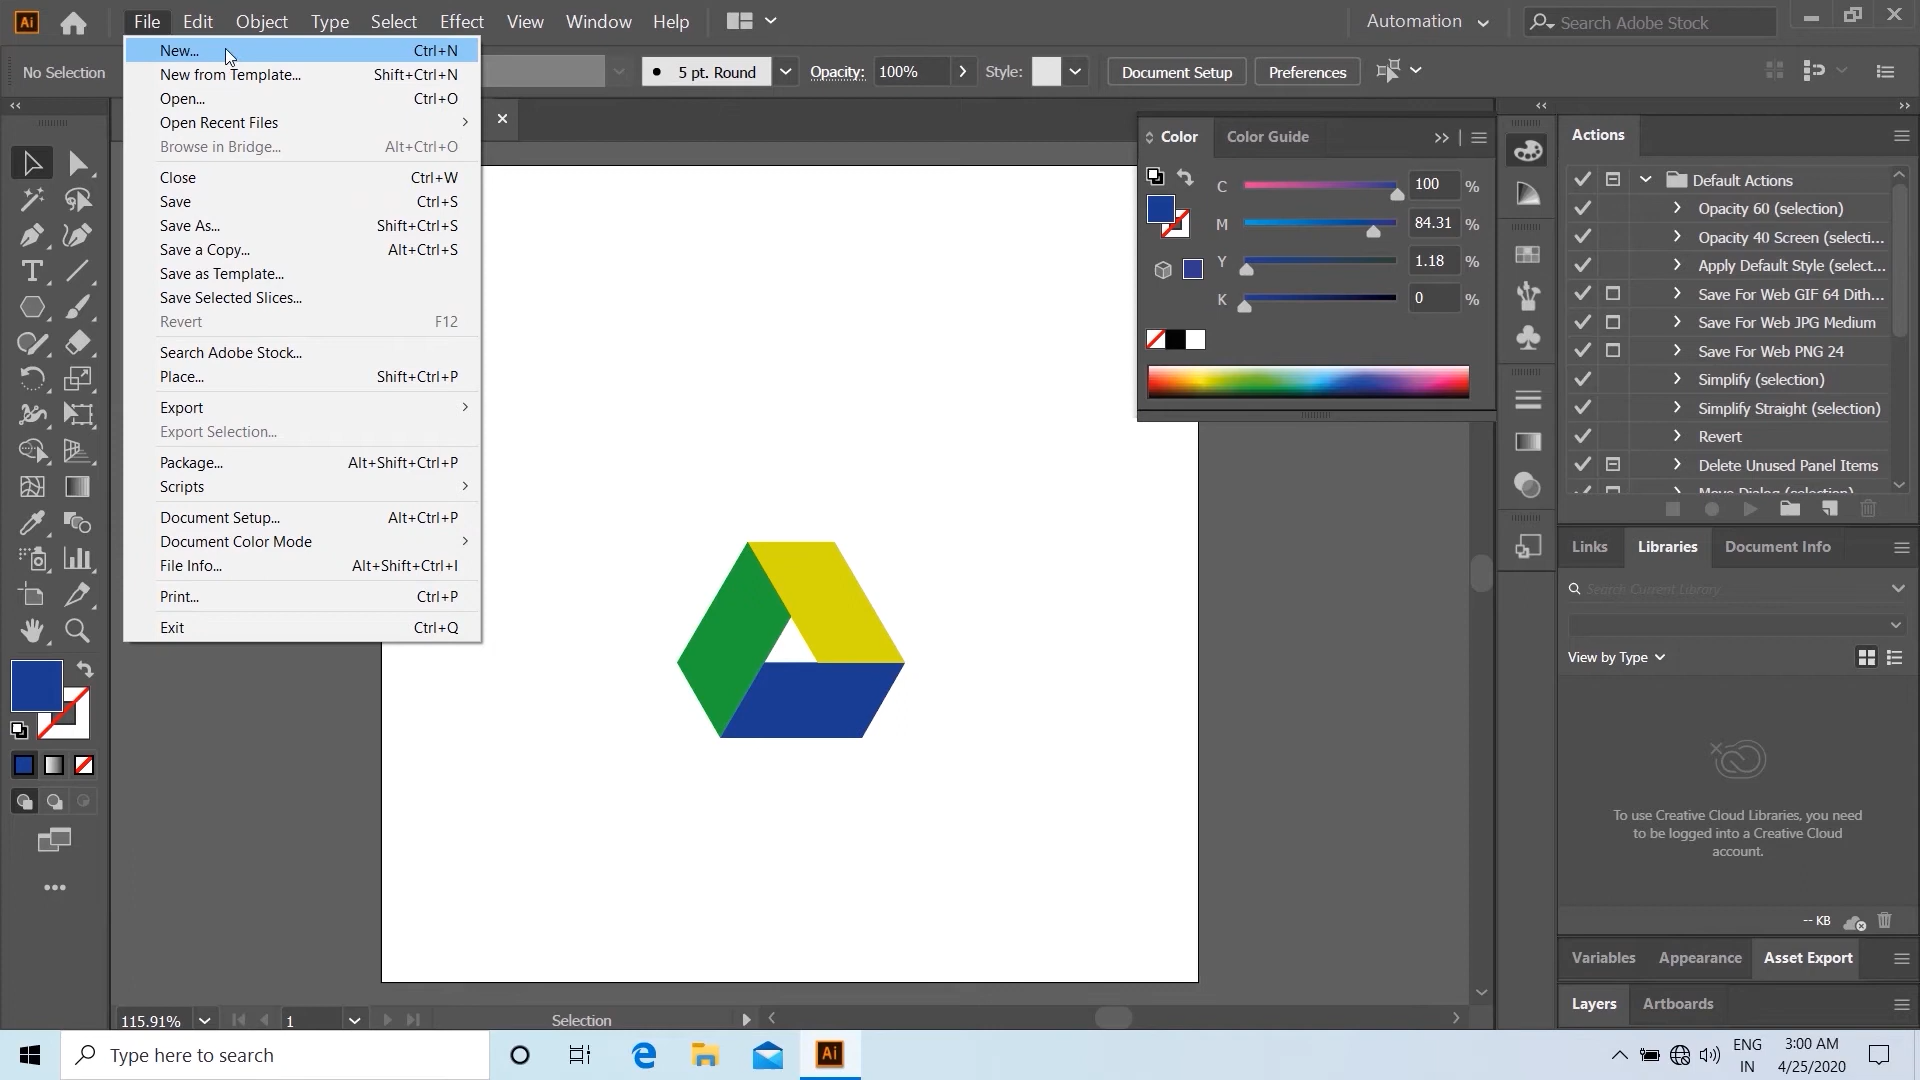 Ai File Edit Object Type Select Effect View Window Help Automation Search Adobe Stock
No Selection 5 pt. Round Opacity: 100% Style: Document Setup Preferences
New... Ctrl+N
New from Template... Shift+Ctrl+N
Open... Ctrl+O
Open Recent Files
Browse in Bridge... Alt+Ctrl+O
Close Ctrl+W
Save Ctrl+S
Save As... Shift+Ctrl+S
Save a Copy... Alt+Ctrl+S
Save as Template...
Save Selected Slices...
Revert F12
Search Adobe Stock...
Place... Shift+Ctrl+P
Export
Export Selection...
Package... Alt+Shift+Ctrl+P
Scripts
Document Setup... Alt+Ctrl+P
Document Color Mode
File Info... Alt+Shift+Ctrl+I
Print... Ctrl+P
Exit Ctrl+Q
Color Color Guide
C 100 %
M 84.31 %
Y 1.18 %
K 0 %
Actions
Default Actions
Opacity 60 (selection)
Opacity 40 Screen (selecti...
Apply Default Style (select...
Save For Web GIF 64 Dith...
Save For Web JPG Medium
Save For Web PNG 24
Simplify (selection)
Simplify Straight (selection)
Revert
Delete Unused Panel Items
Move Dialog (selection)
Links Libraries Document Info
Search Current Library
View by Type
To use Creative Cloud Libraries, you need
to be logged into a Creative Cloud
account.
-- KB
Variables Appearance Asset Export
Layers Artboards
115.91% 1 Selection
Type here to search Ai ENG 3:00 AM
IN 4/25/2020